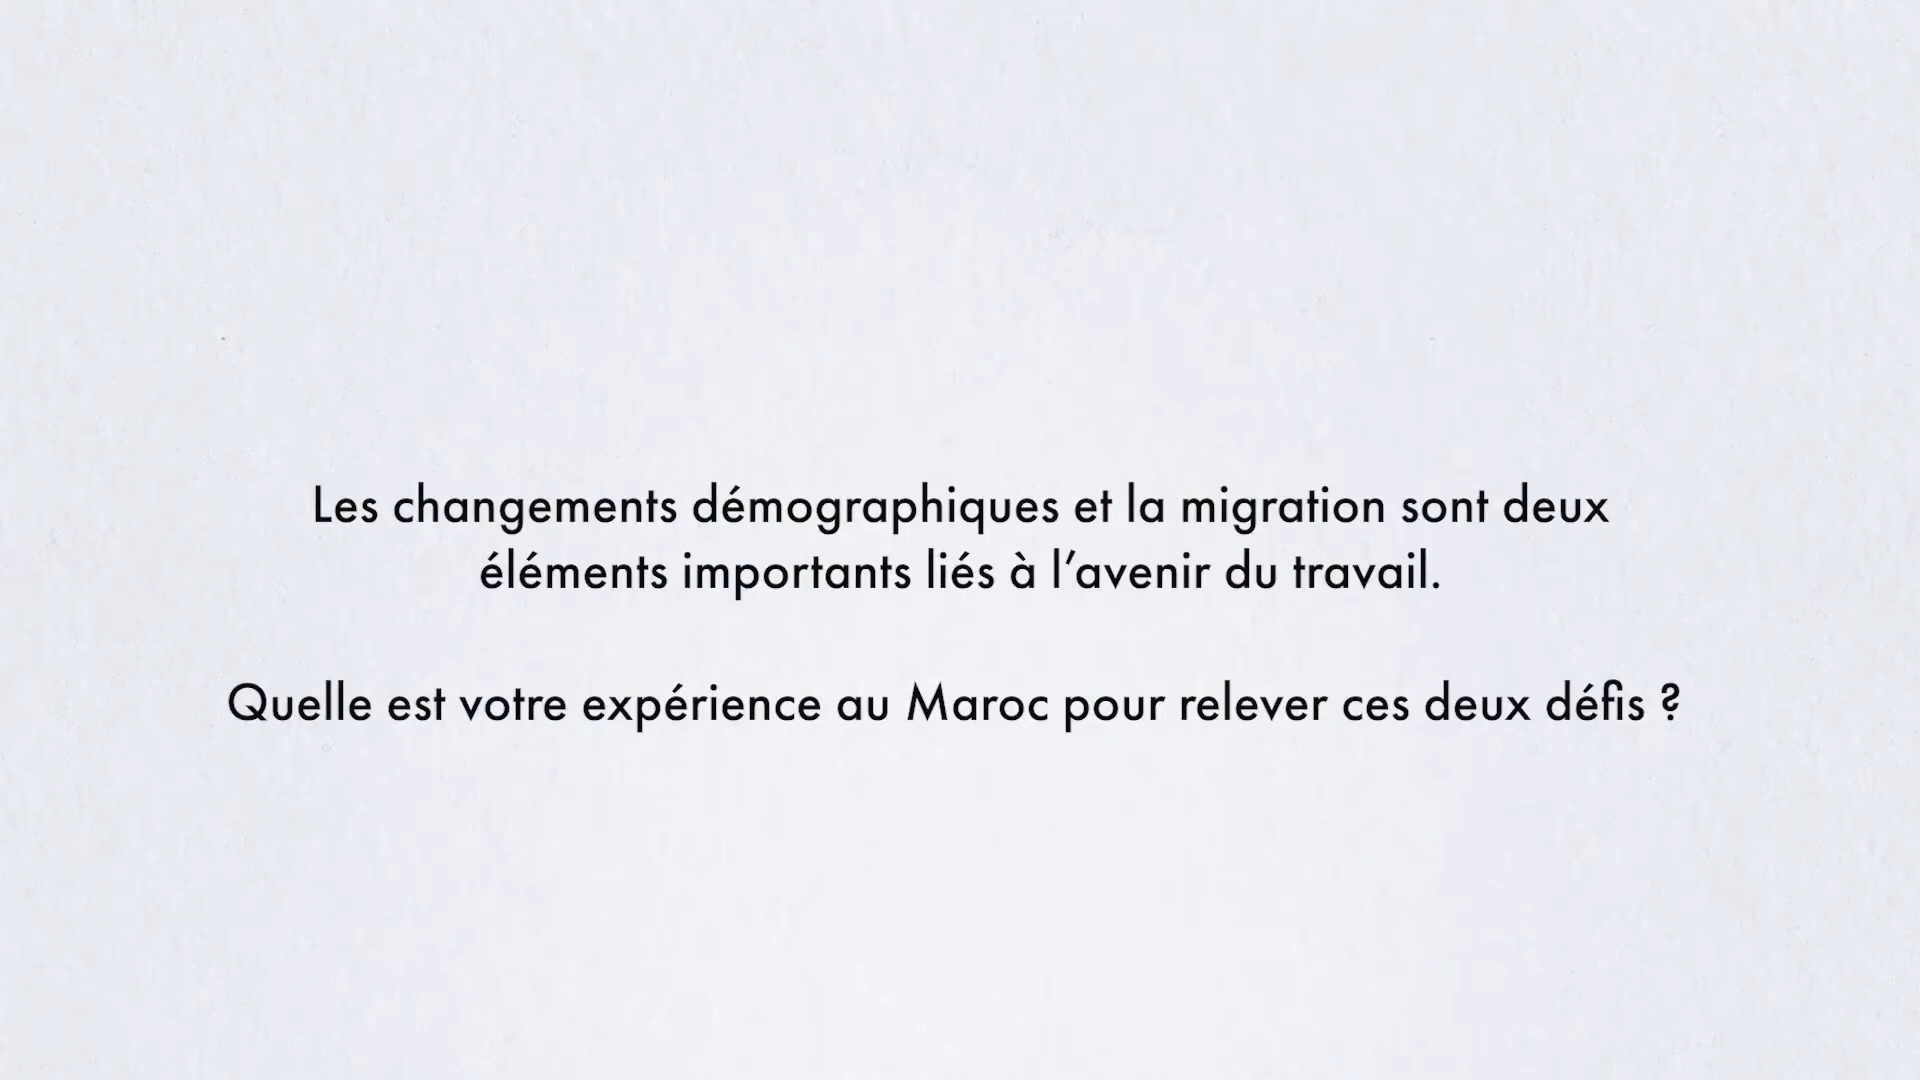 Les changements démographiques et la migration sont deux
éléments importants liés à l’avenir du travail.
Quelle est votre expérience au Maroc pour relever ces deux défis ?